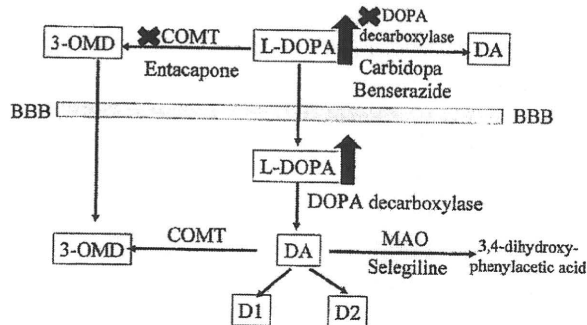 3-OMD
COMT
Entacapone
L-DOPA
DOPA
decarboxylase
Carbidopa
Benserazide
DA
BBB
BBB
L-DOPA
DOPA decarboxylase
3-OMD
COMT
DA
MAO
Selegiline
3,4-dihydroxy-
phenylacetic acid
D1
D2